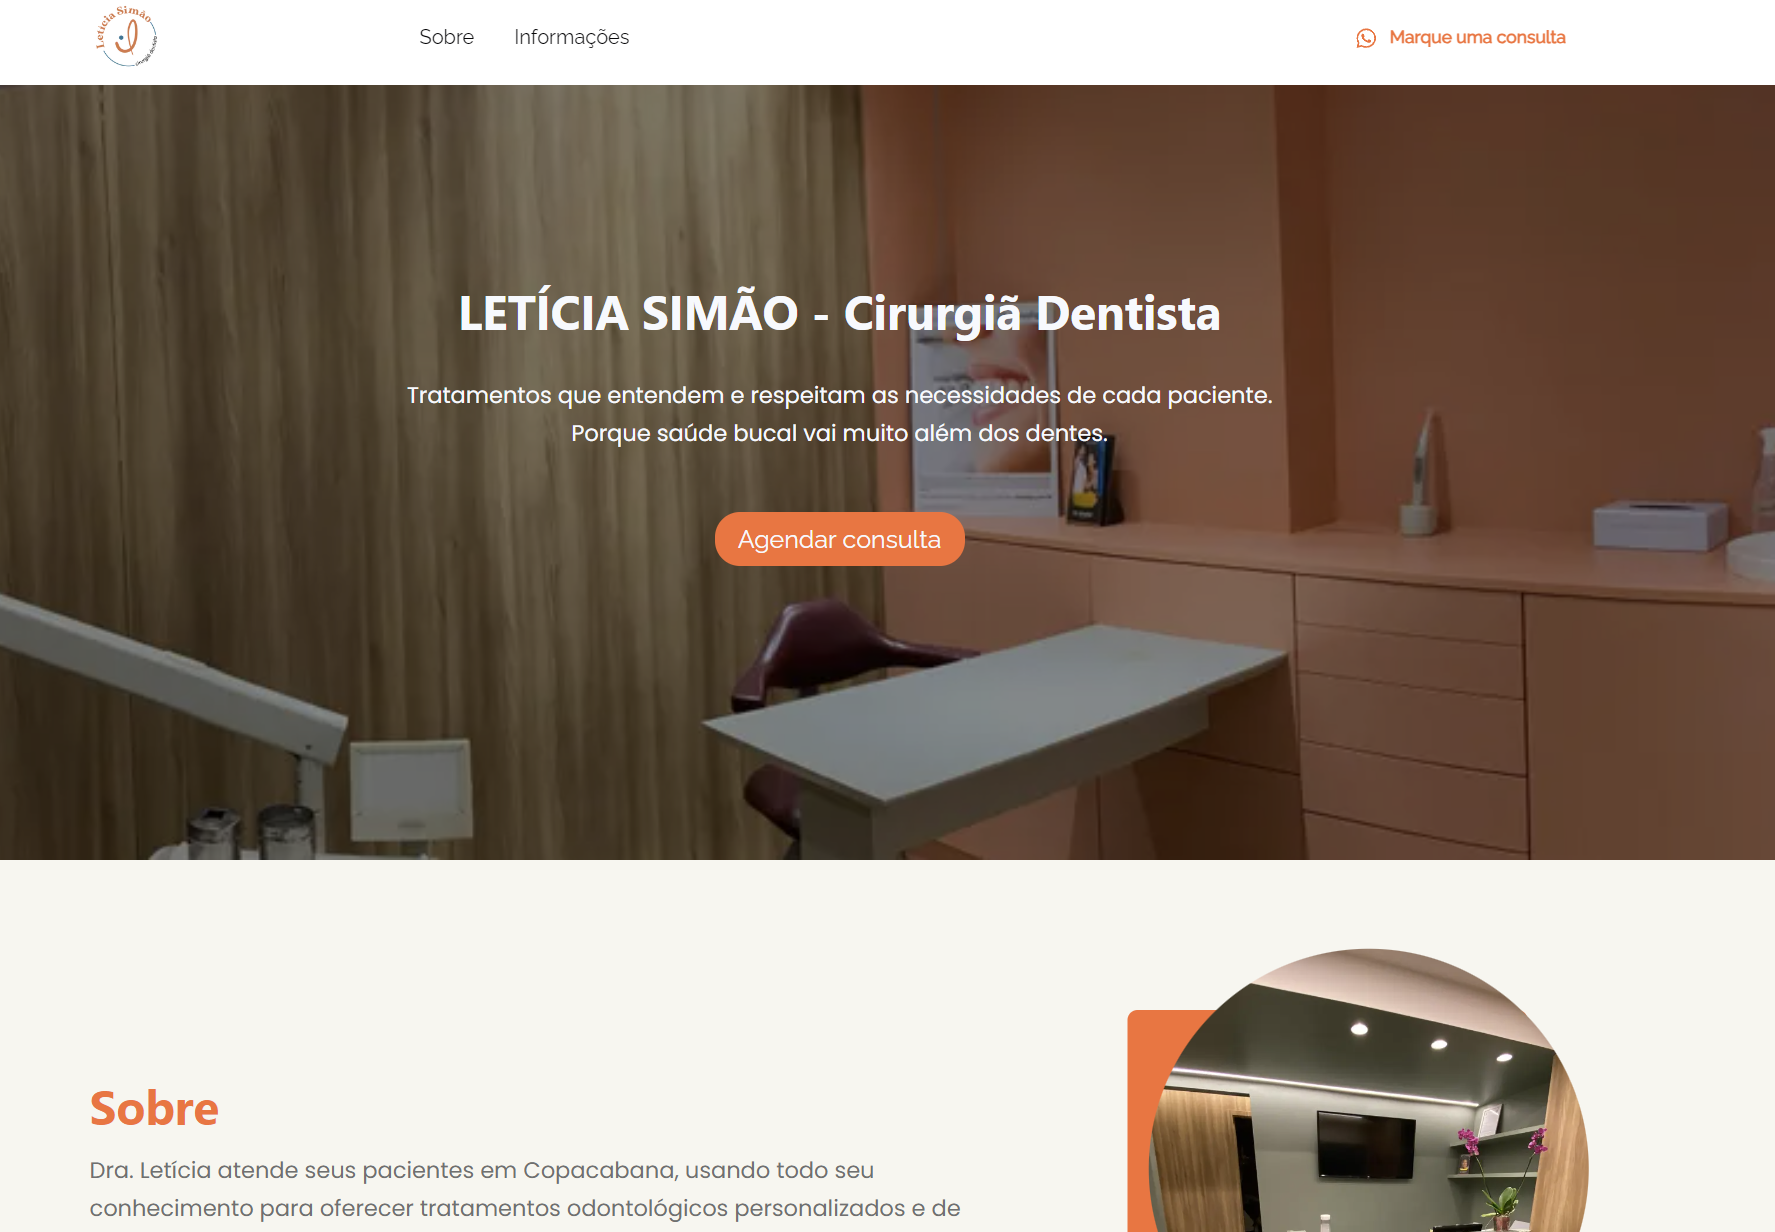 Letícia Simão
cirurgiã dentista
Sobre
Informações
Marque uma consulta
LETÍCIA SIMÃO - Cirurgiã Dentista
Tratamentos que entendem e respeitam as necessidades de cada paciente.
Porque saúde bucal vai muito além dos dentes.
Agendar consulta
Sobre
Dra. Letícia atende seus pacientes em Copacabana, usando todo seu
conhecimento para oferecer tratamentos odontológicos personalizados e de